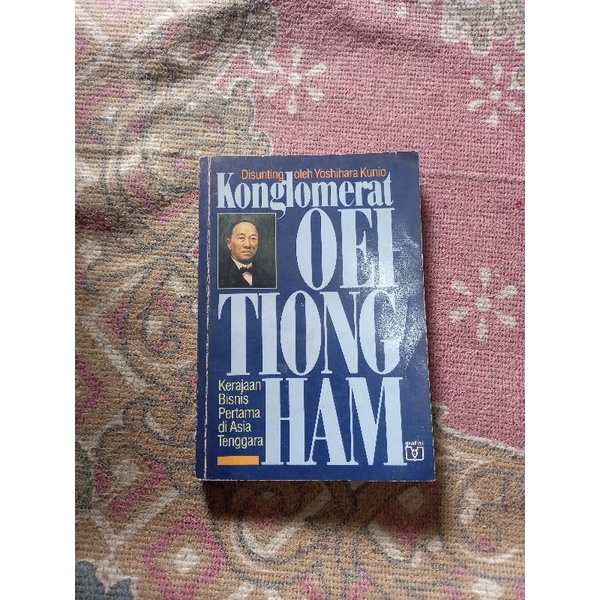 Disunting oleh Yoshihara Kunio
Konglomerat
OEI
TIONG
HAM
Kerajaan
Bisnis
Pertama
di Asia
Tenggara
grafiti